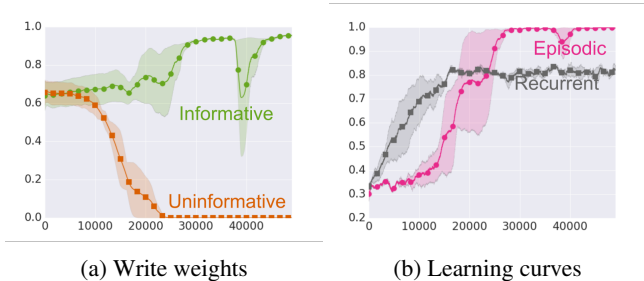 1.0
0.8
0.6
0.4
0.2
0.0
Informative
Uninformative
0 10000 20000 30000 40000
(a) Write weights
1.0
0.9
0.8
0.7
0.6
0.5
0.4
0.3
0.2
Episodic
Recurrent
0 10000 20000 30000 40000
(b) Learning curves